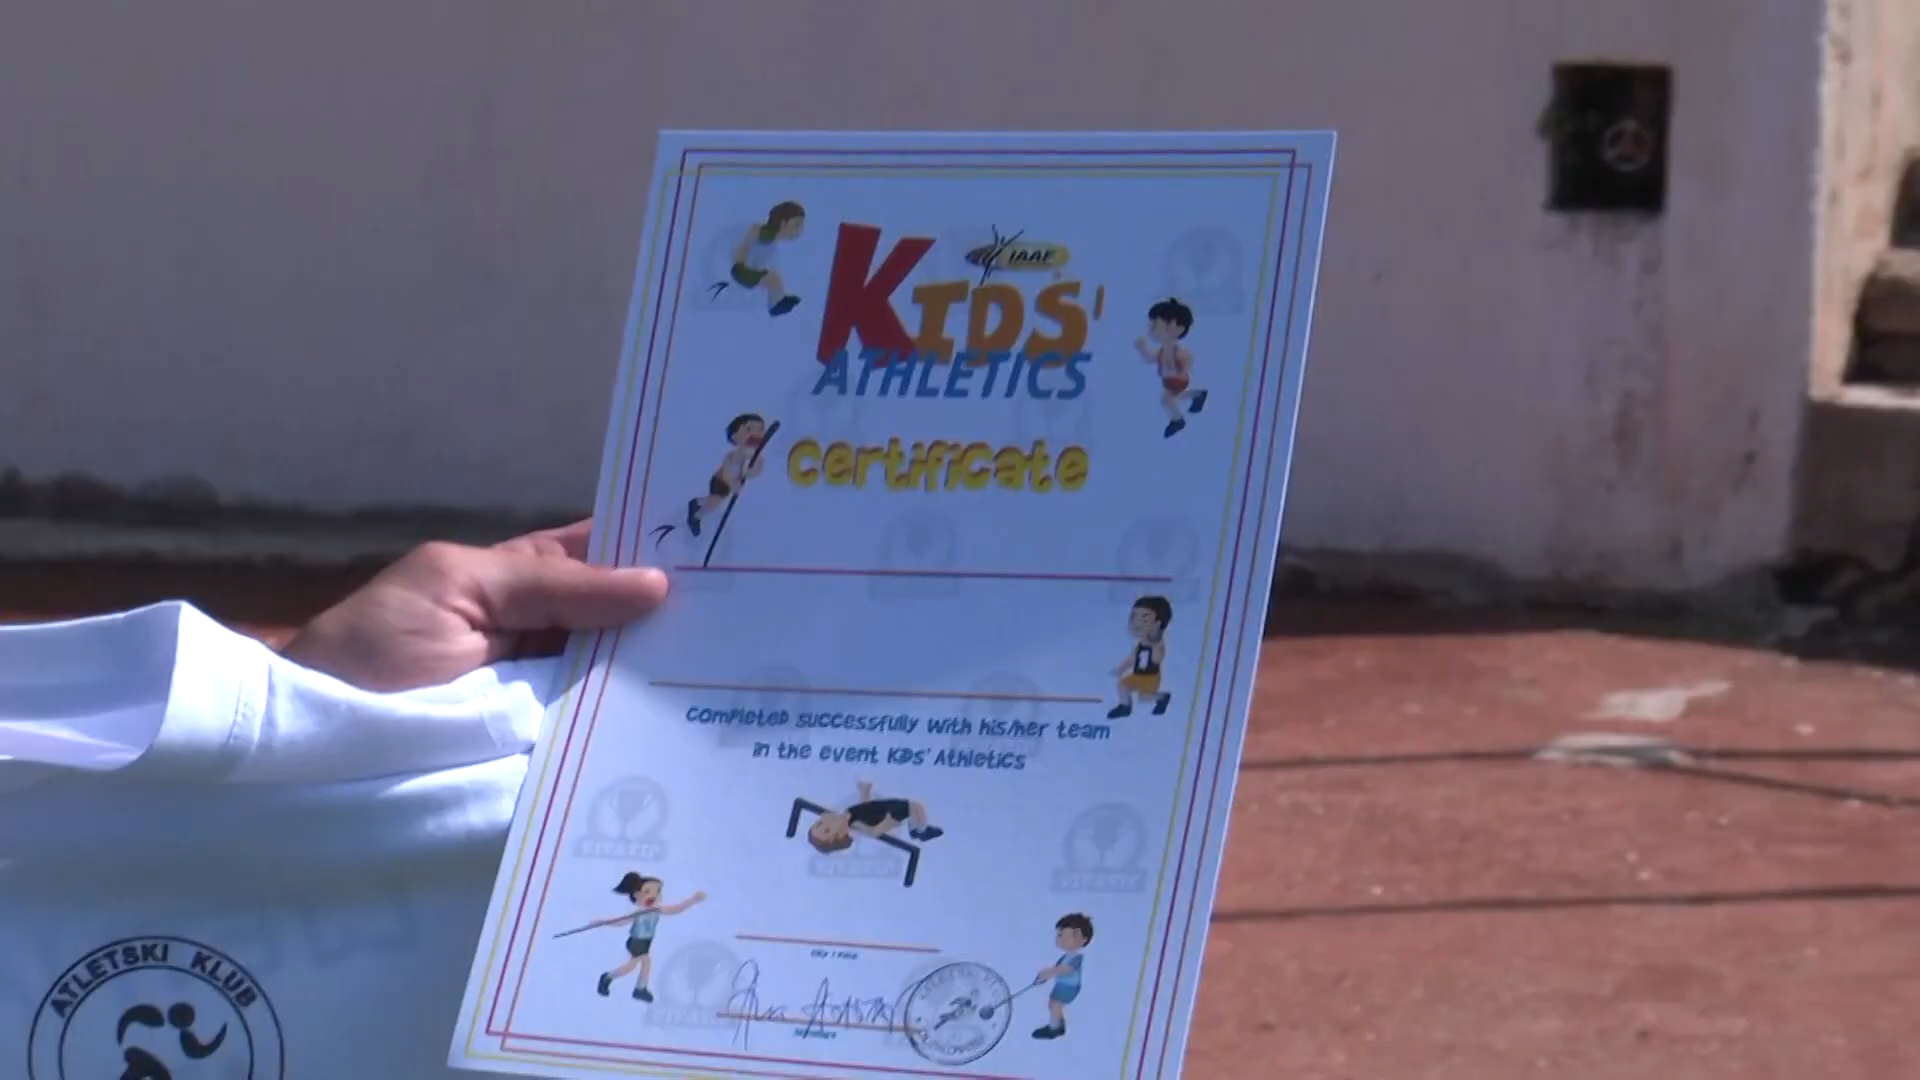 IAAF
KIDS'
ATHLETICS
certificate
completed successfully with his/her team
in the event Kids' Athletics
ATLETSKI KLUB